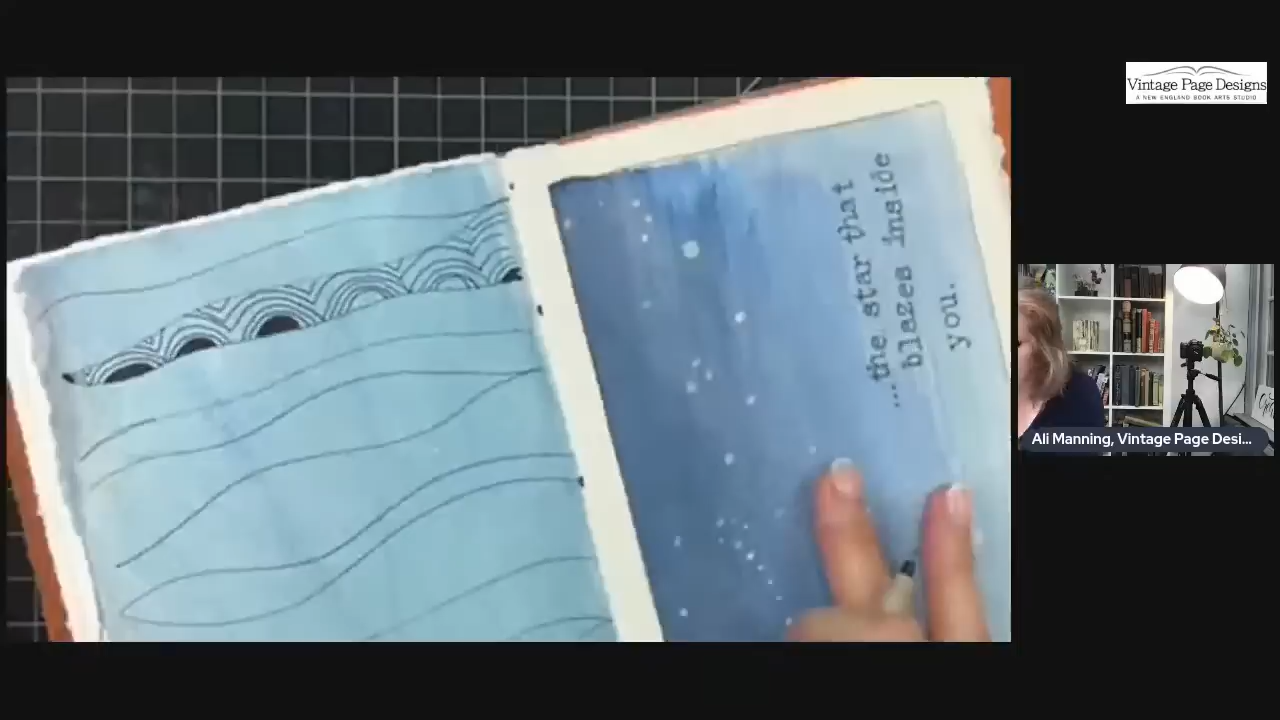 Vintage Page Designs
A NEW ENGLAND BOOK ARTS STUDIO
...the star that
blazes inside
you.
Ali Manning, Vintage Page Desi...